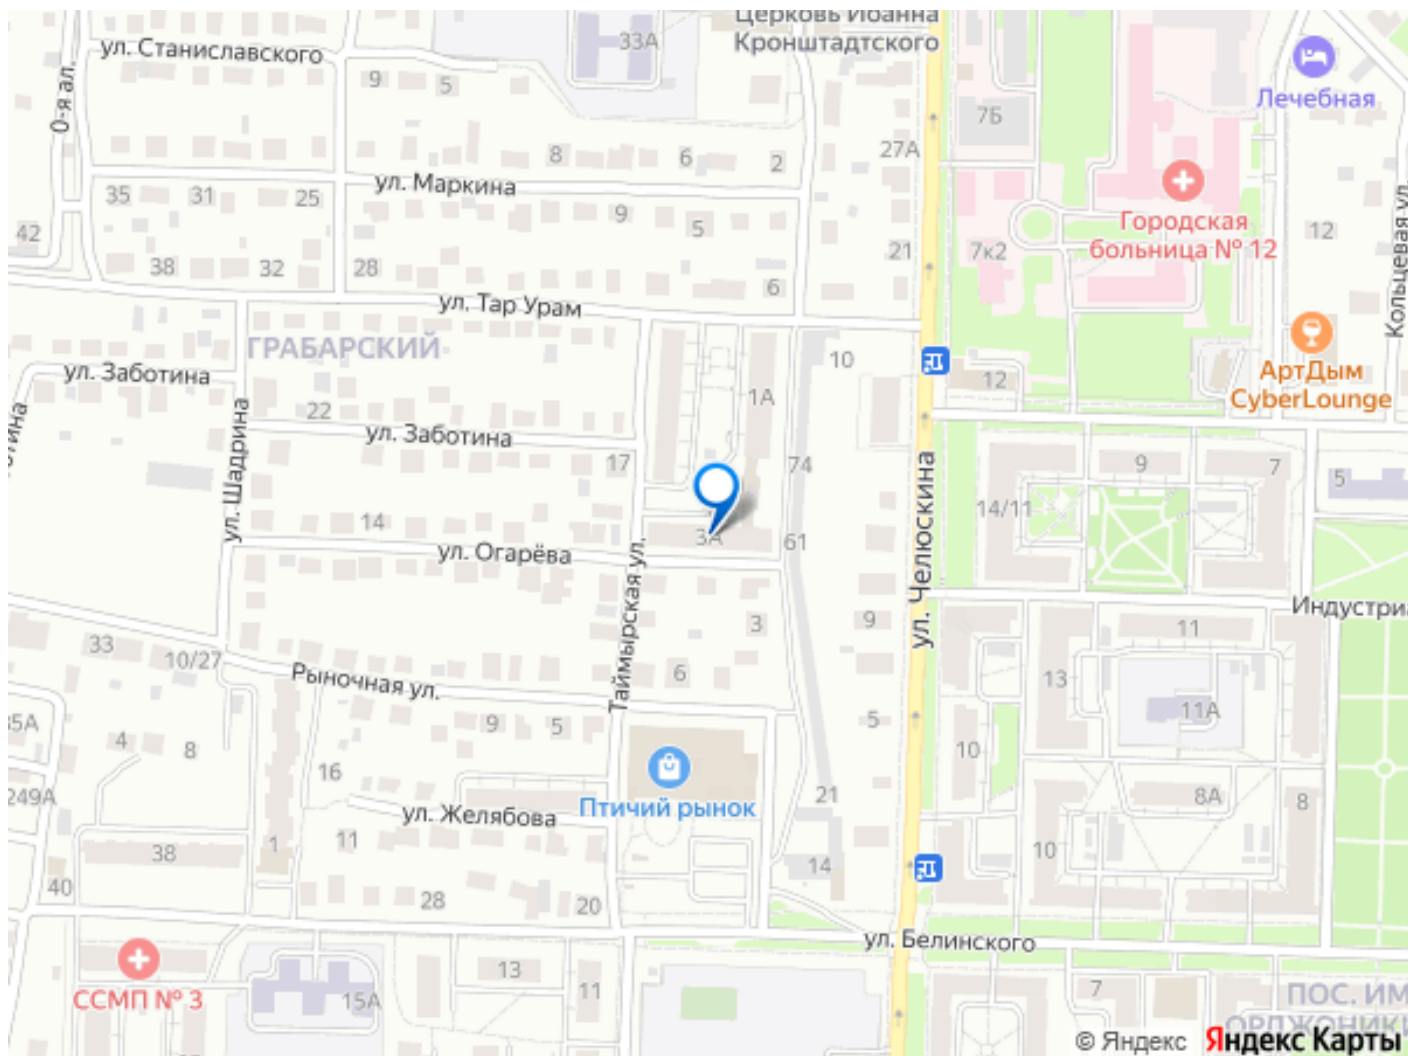 Церковь Иоанна
Кронштадтского
ул. Станиславского
33А
9
5
0-я ал.
7Б
Лечебная
27А
8
6
2
ул. Маркина
35
31
25
9
5
Городская
больница № 12
42
38
32
28
21
7к2
12
6
Кольцевая ул.
ул. Тар Урам
ГРАБАРСКИЙ
10
ул. Заботина
12
АртДым
CyberLounge
1А
22
ул. Заботина
17
74
9
7
5
ул. Шадрина
14
14/11
3А
61
ул. Огарёва
ул. Челюскина
Таймырская ул.
Индустриа
3
9
11
33
10/27
Рыночная ул.
6
13
35А
4
8
9
5
5
11А
10
16
249А
Птичий рынок
21
8А
8
ул. Желябова
11
1
38
14
10
40
28
20
ул. Белинского
ССМП № 3
13
15А
11
7
ПОС. ИМ
ОРДЖОНИКИ
© Яндекс
Яндекс Карты